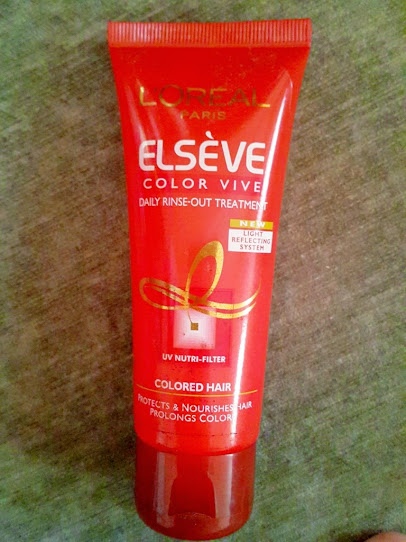 L'ORÉAL
PARIS
ELSÈVE
COLOR VIVE
DAILY RINSE-OUT TREATMENT
NEW
LIGHT
REFLECTING
SYSTEM
UV NUTRI-FILTER
COLORED HAIR
PROTECTS & NOURISHES HAIR
PROLONGS COLOR